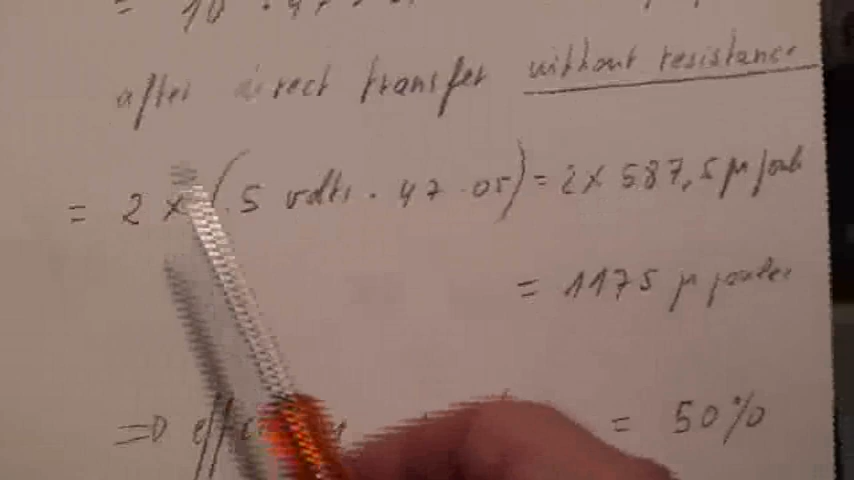 after direct transfer without resistance
= 2 x (.5 volts . 47 .05) = 2 x 587,5 µ joule
= 1175 µ joules
=> = 50%